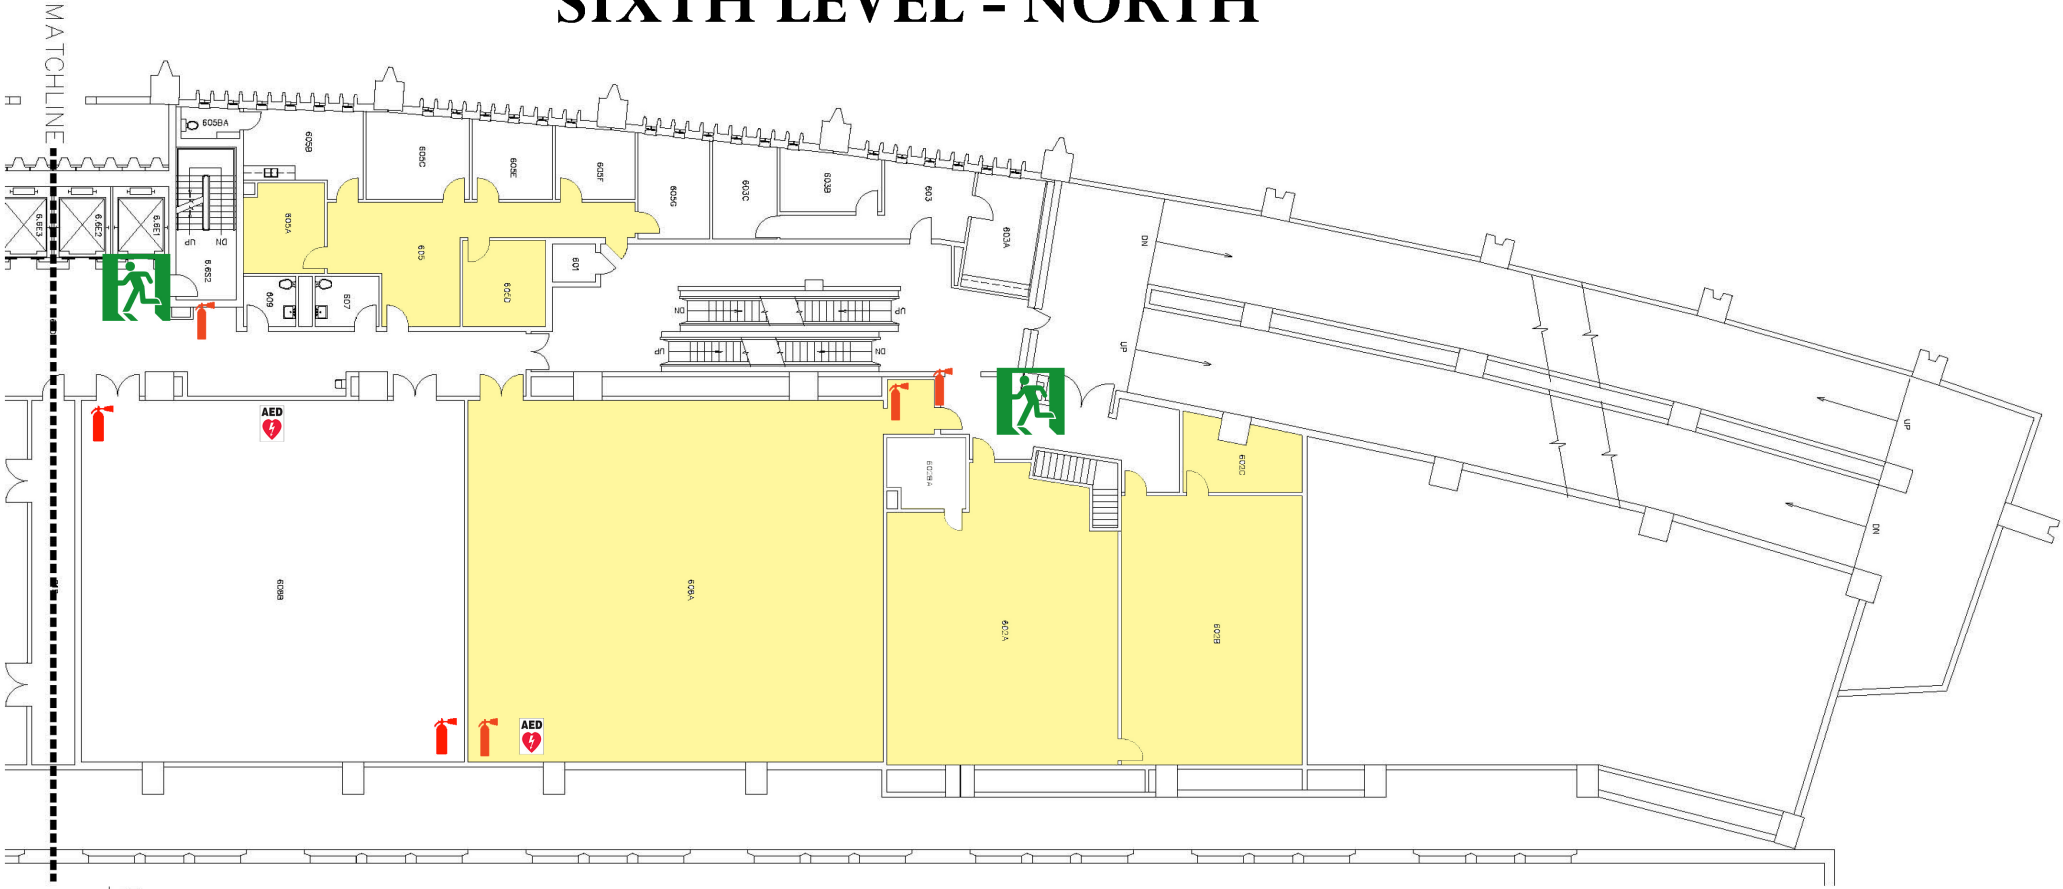 SIXTH LEVEL - NORTH
MATCHLINE
605BA
605B
605C
605E
605F
605G
603C
603B
603
603A
6.6E3
6.6E2
6.6E1
UP
DN
6.6S2
605A
605
605D
601
609
607
DN
UP
UP
DN
DN
UP
UP
DN
AED
608B
AED
608A
602BA
602A
602B
602C